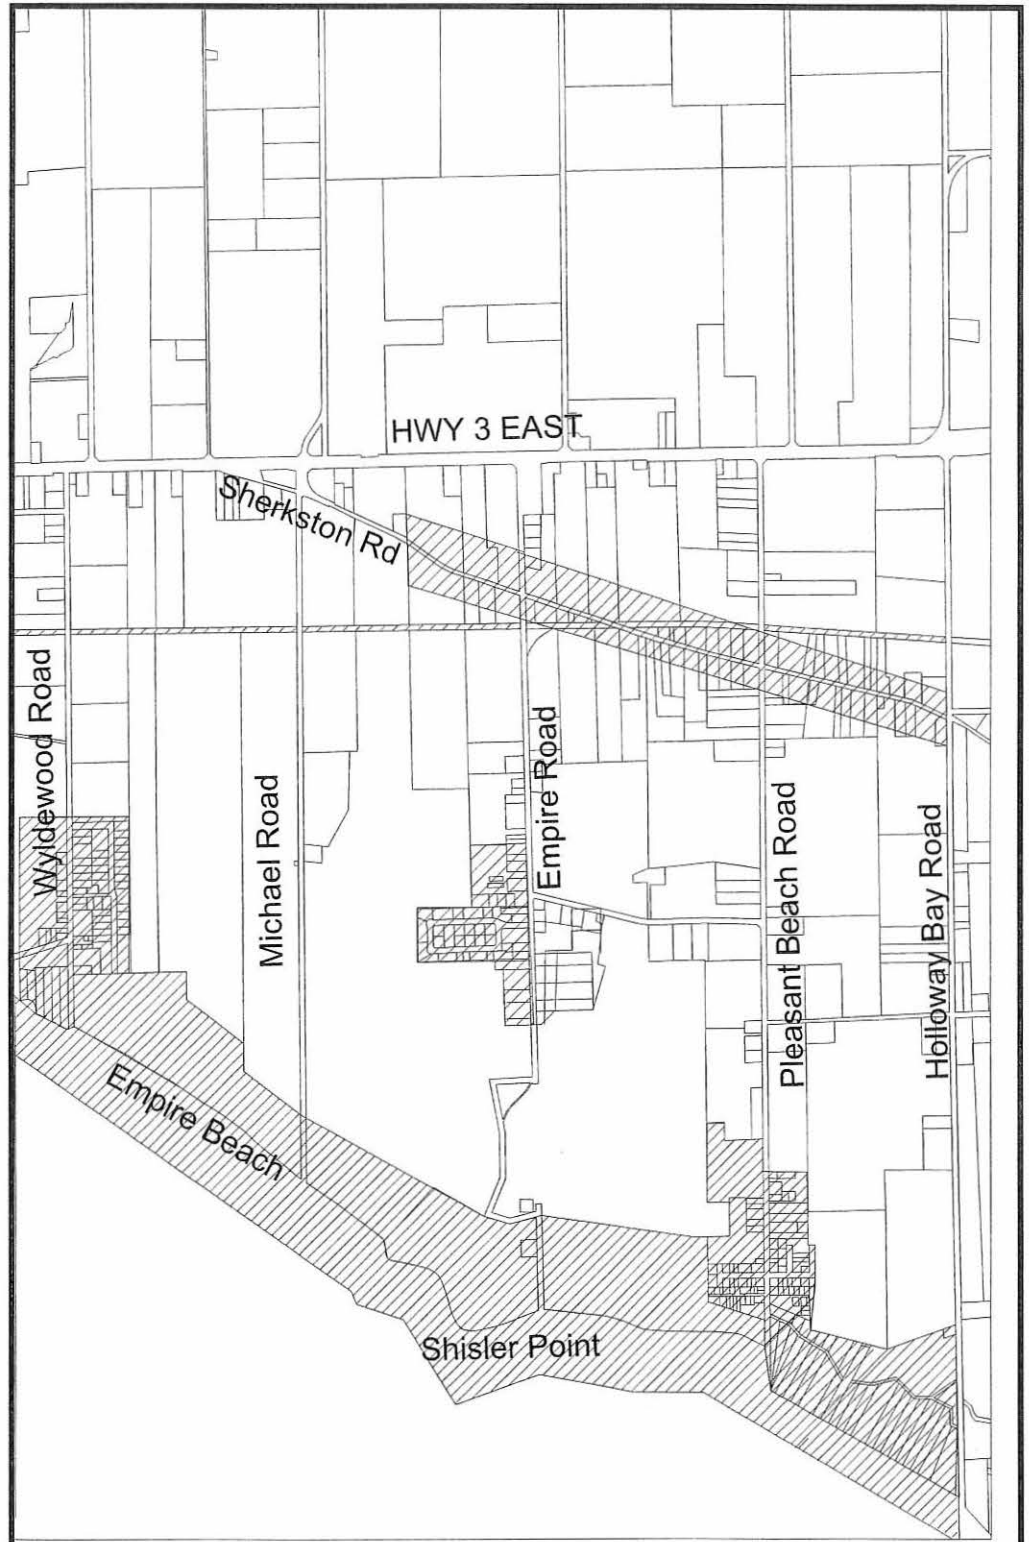 HWY 3 EAST
Sherkston Rd
Wyldewood Road
Michael Road
Empire Road
Pleasant Beach Road
Holloway Bay Road
Empire Beach
Shisler Point